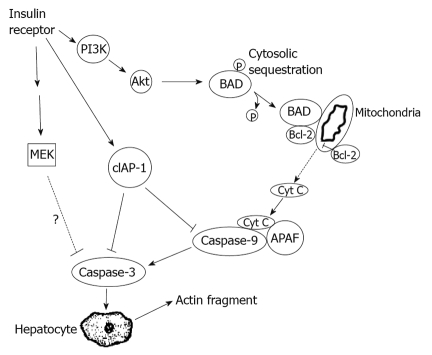 Insulin
receptor
PI3K
Akt
P
BAD
Cytosolic
sequestration
P
BAD
Bcl-2
Mitochondria
Bcl-2
MEK
cIAP-1
Cyt C
Cyt C
Caspase-9
APAF
?
Caspase-3
Hepatocyte
Actin fragment